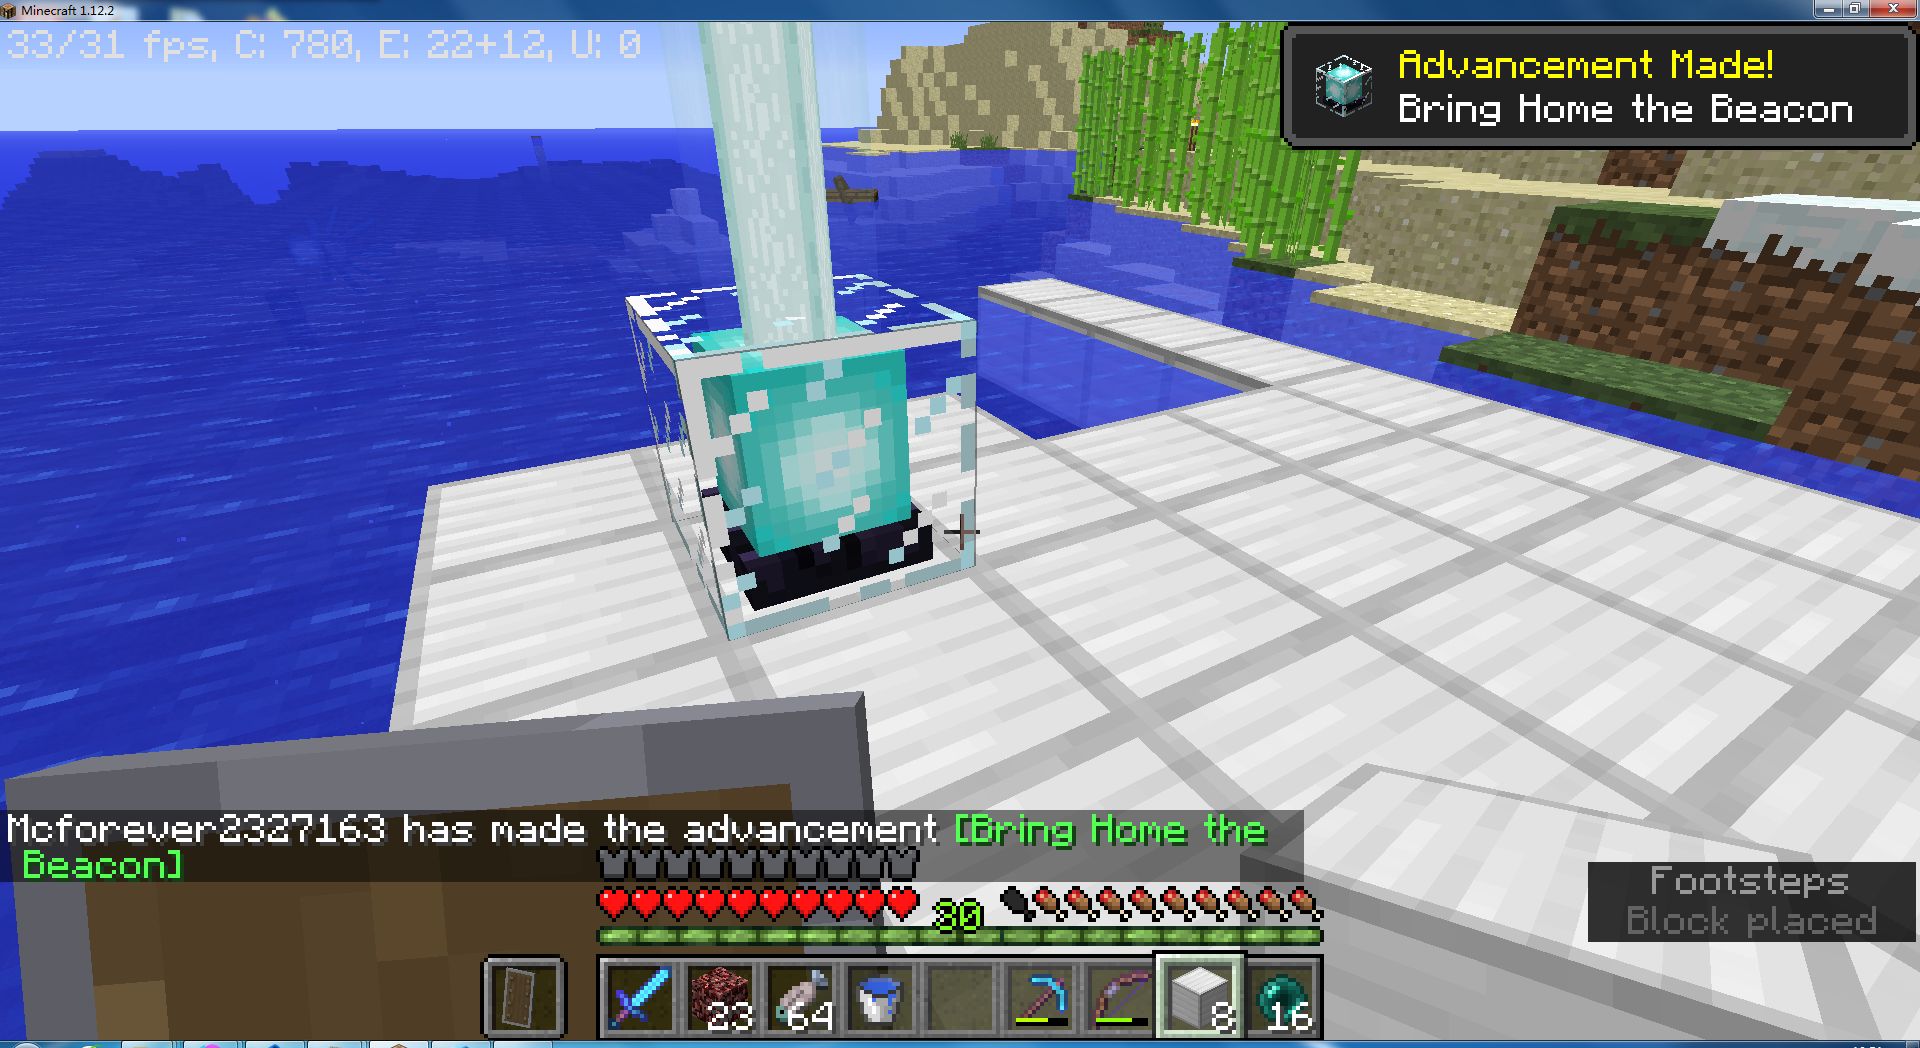 Minecraft 1.12.2
33/31 fps, C: 780, E: 22+12, U: 0
Advancement Made!
Bring Home the Beacon
Mcforever2327163 has made the advancement [Bring Home the
Beacon]
Footsteps
Block placed
30
23
64
8
16